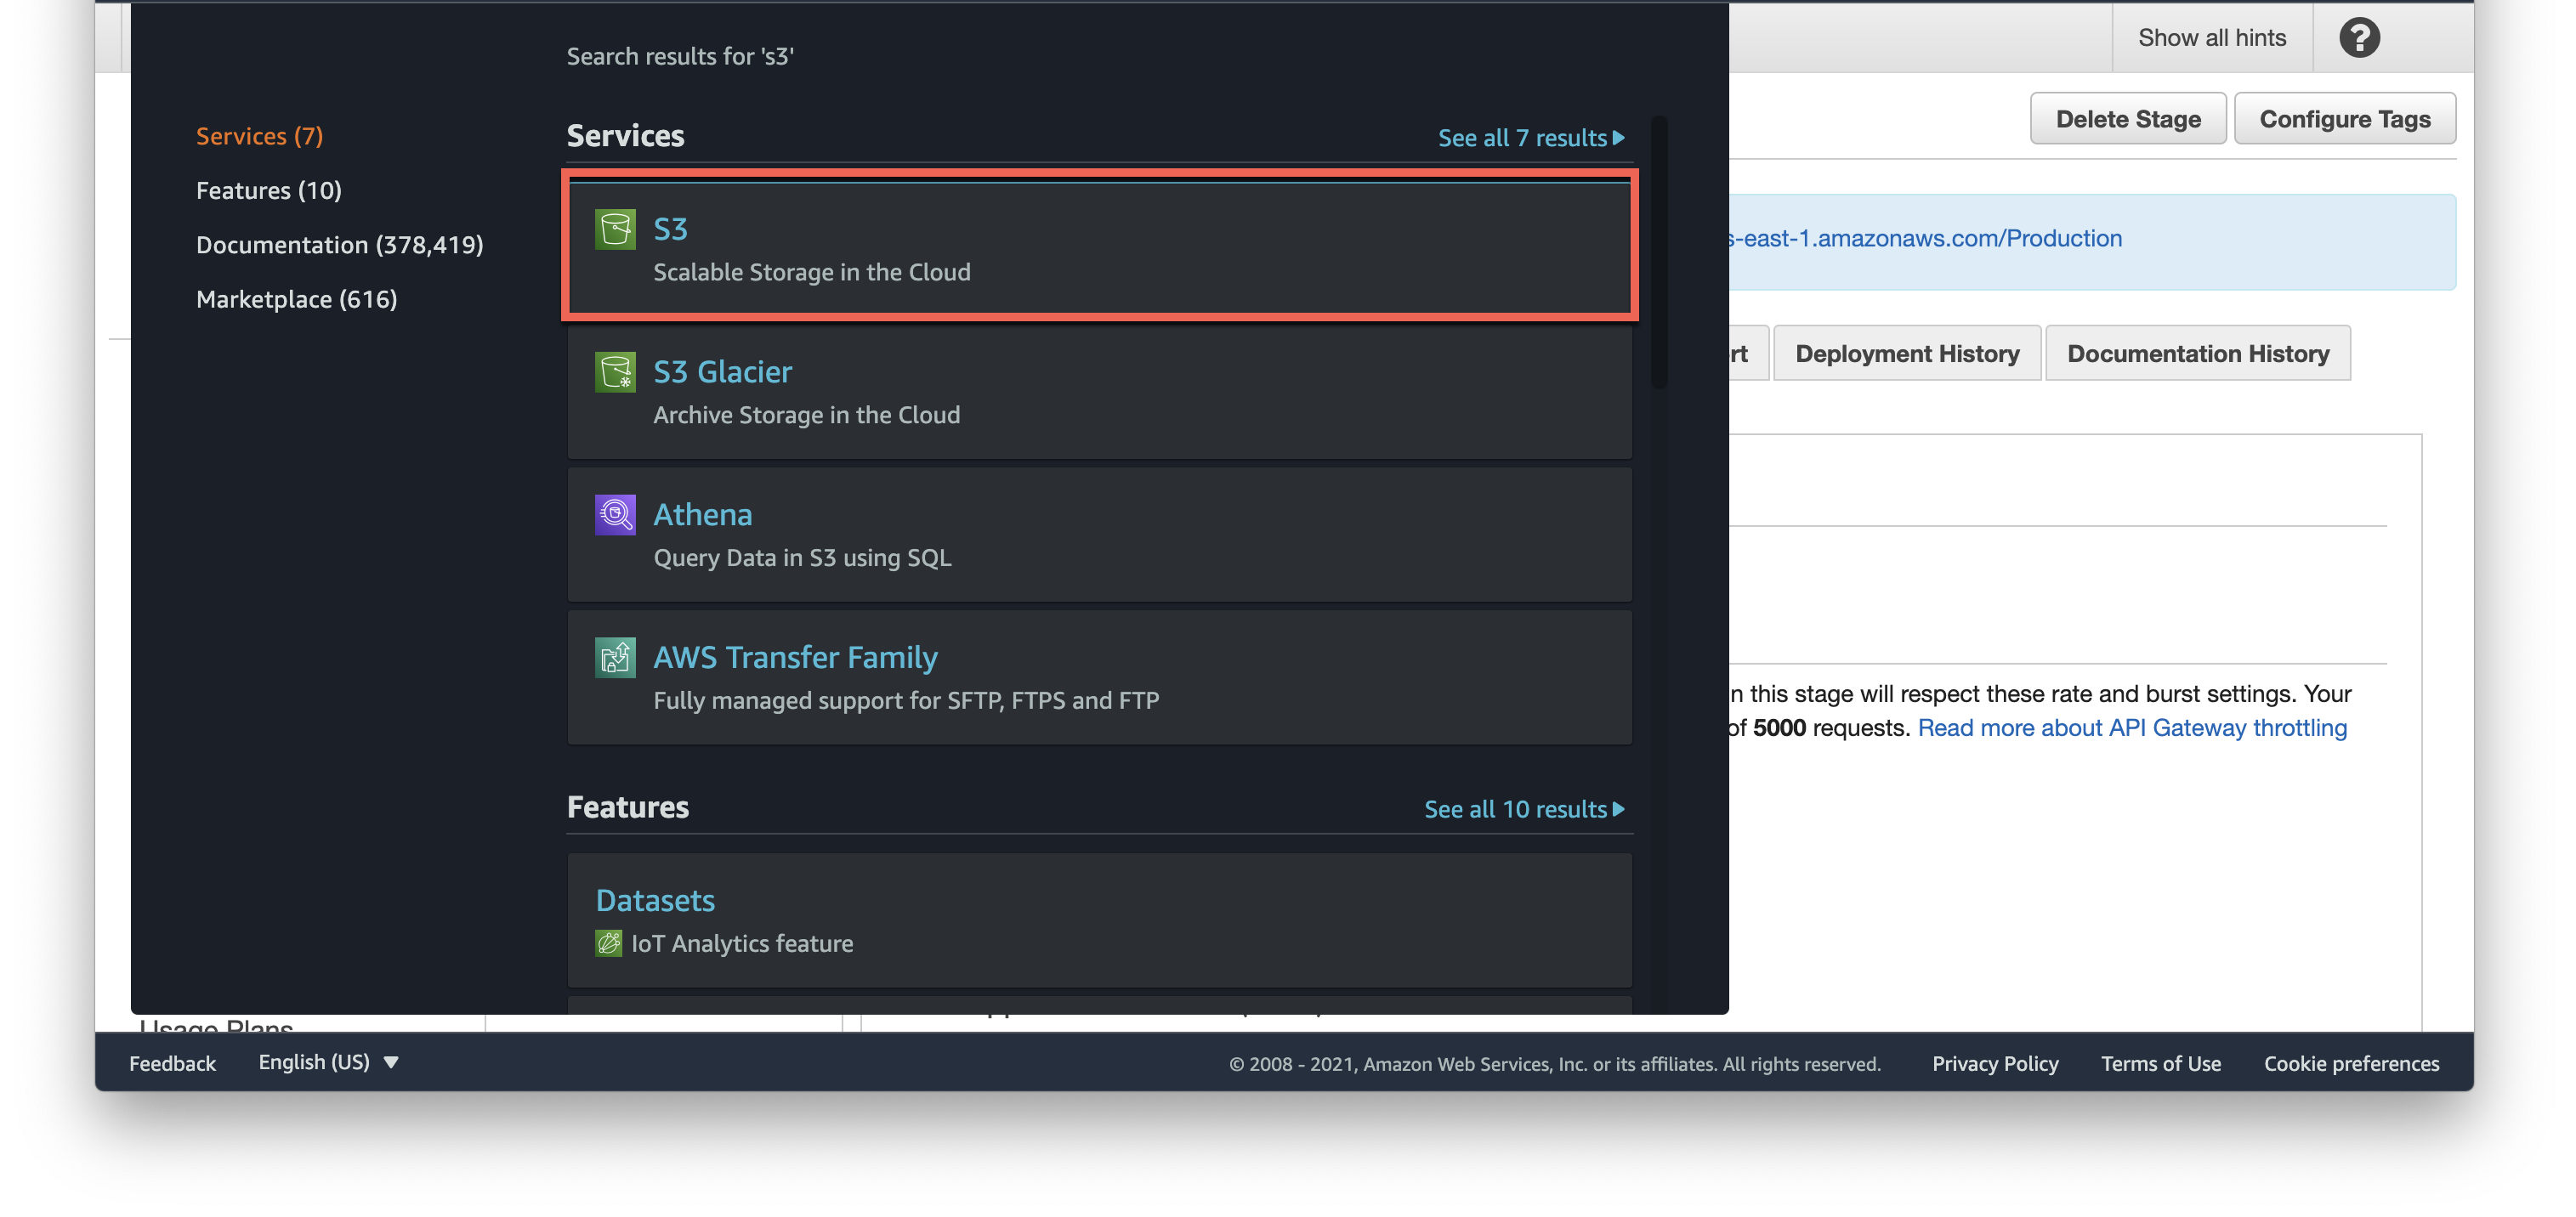 Show all hints
Search results for 's3'
Services (7)
Features (10)
Documentation (378,419)
Marketplace (616)
Services
See all 7 results
S3
Scalable Storage in the Cloud
S3 Glacier
Archive Storage in the Cloud
Athena
Query Data in S3 using SQL
AWS Transfer Family
Fully managed support for SFTP, FTPS and FTP
Features
See all 10 results
Datasets
IoT Analytics feature
Delete Stage
Configure Tags
s-east-1.amazonaws.com/Production
rt
Deployment History
Documentation History
n this stage will respect these rate and burst settings. Your
of 5000 requests. Read more about API Gateway throttling
Usage Plans
Feedback
English (US)
© 2008 - 2021, Amazon Web Services, Inc. or its affiliates. All rights reserved.
Privacy Policy
Terms of Use
Cookie preferences